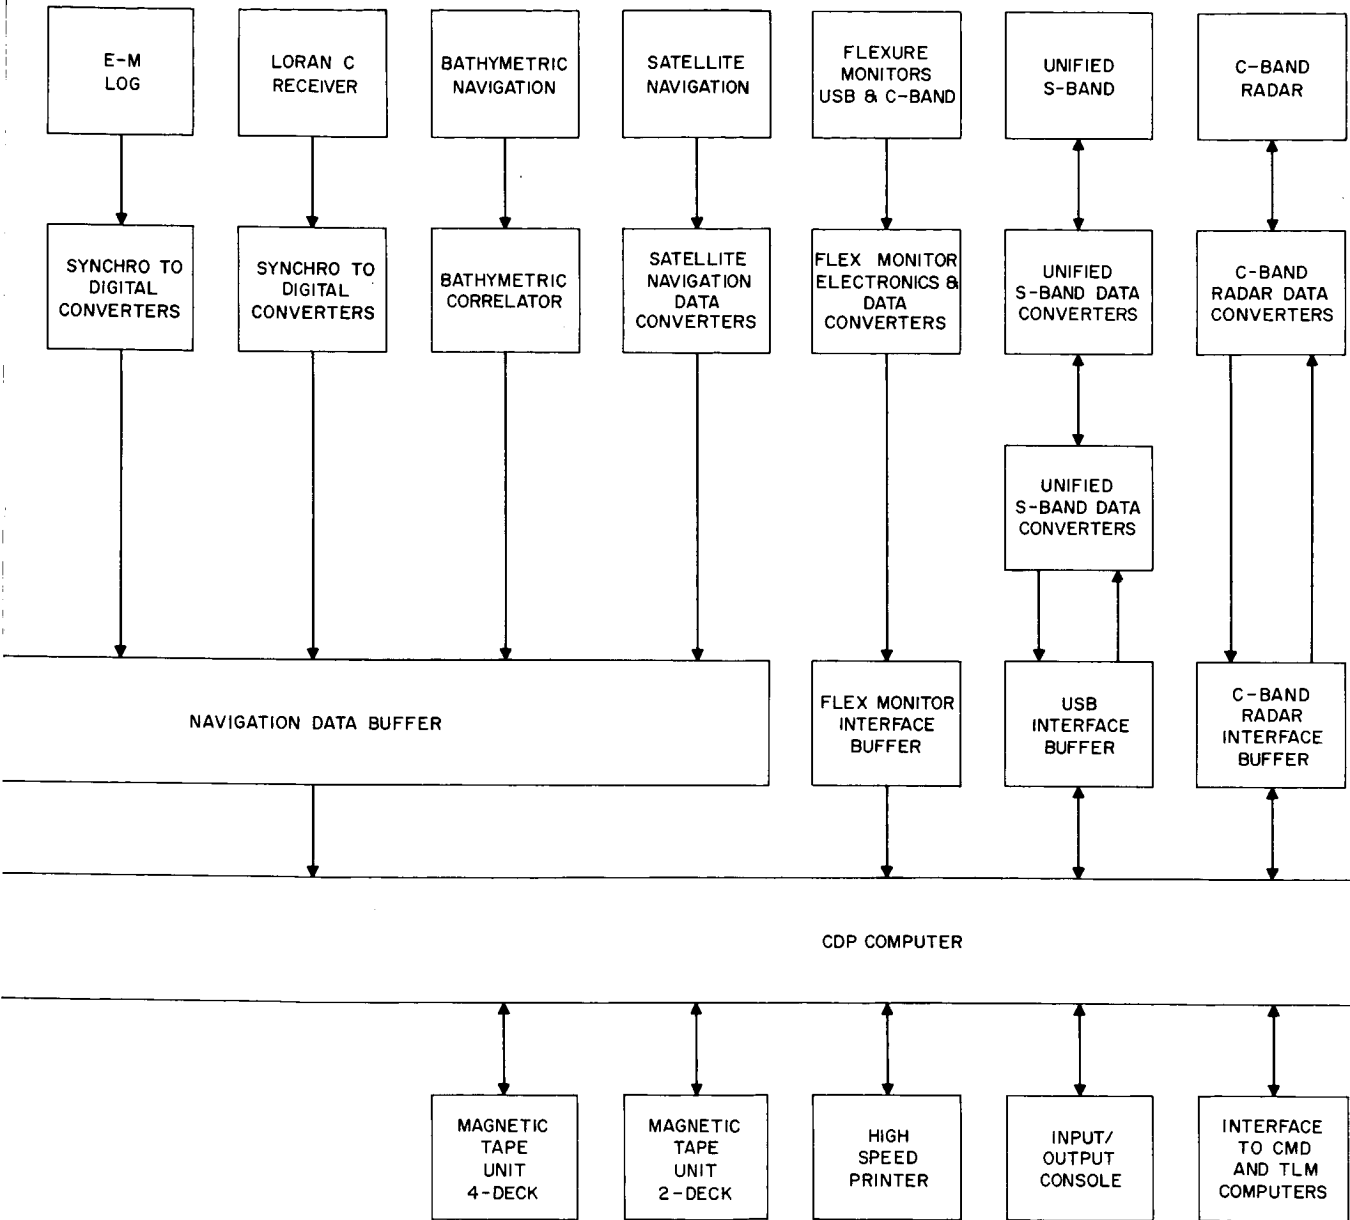 E-M
LOG
LORAN C
RECEIVER
BATHYMETRIC
NAVIGATION
SATELLITE
NAVIGATION
FLEXURE
MONITORS
USB & C-BAND
UNIFIED
S-BAND
C-BAND
RADAR
SYNCHRO TO
DIGITAL
CONVERTERS
SYNCHRO TO
DIGITAL
CONVERTERS
BATHYMETRIC
CORRELATOR
SATELLITE
NAVIGATION
DATA
CONVERTERS
FLEX MONITOR
ELECTRONICS &
DATA
CONVERTERS
UNIFIED
S-BAND DATA
CONVERTERS
C-BAND
RADAR DATA
CONVERTERS
UNIFIED
S-BAND DATA
CONVERTERS
NAVIGATION DATA BUFFER
FLEX MONITOR
INTERFACE
BUFFER
USB
INTERFACE
BUFFER
C-BAND
RADAR
INTERFACE
BUFFER
CDP COMPUTER
MAGNETIC
TAPE
UNIT
4-DECK
MAGNETIC
TAPE
UNIT
2-DECK
HIGH
SPEED
PRINTER
INPUT/
OUTPUT
CONSOLE
INTERFACE
TO CMD
AND TLM
COMPUTERS